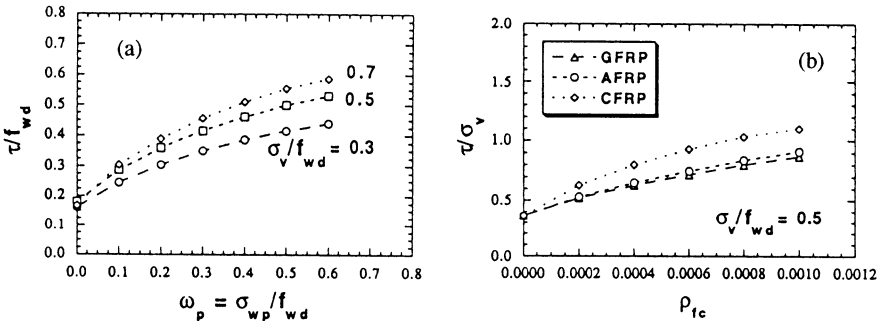 (a)
0.8
0.7
0.6
0.5
0.4
0.3
0.2
0.1
0.0
τ/f_wd
0.7
0.5
σ_v/f_wd = 0.3
0.0 0.1 0.2 0.3 0.4 0.5 0.6 0.7 0.8
ω_p = σ_wp/f_wd
(b)
2.0
1.5
1.0
0.5
0.0
τ/σ_v
GFRP
AFRP
CFRP
σ_v/f_wd = 0.5
0.0000 0.0002 0.0004 0.0006 0.0008 0.0010 0.0012
ρ_fc